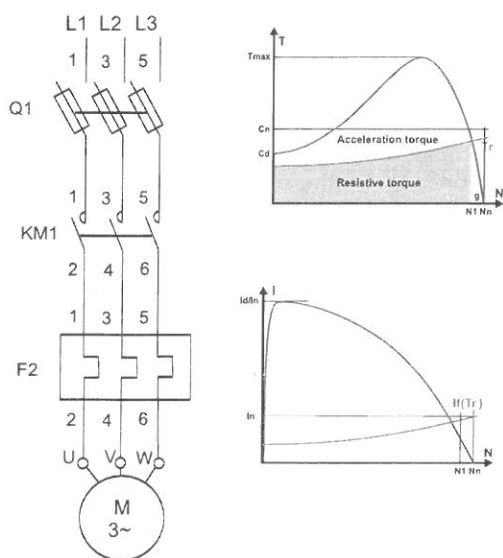 L1 L2 L3
1 3 5
Q1
1 3 5
KM1
2 4 6
1 3 5
F2
2 4 6
U V W
M
3~
T
Tmax
Cn
Acceleration torque
Tr
Cd
Resistive torque
g
N
N1 Nn
I
Id/In
If(Tr)
In
N1 Nn
N